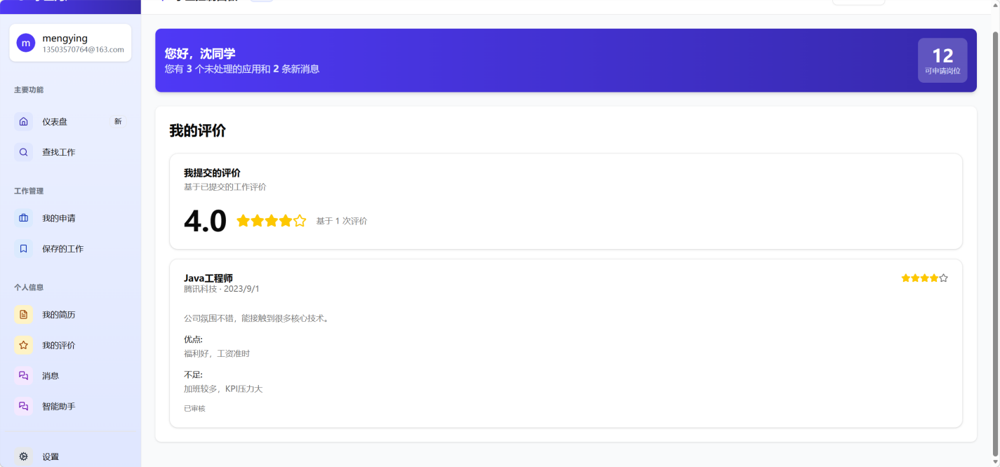 m
mengying
13503570764@163.com
主要功能
仪表盘
新
查找工作
工作管理
我的申请
保存的工作
个人信息
我的简历
我的评价
消息
智能助手
设置
您好，沈同学
您有 3 个未处理的应用和 2 条新消息
12
可申请岗位
我的评价
我提交的评价
基于已提交的工作评价
4.0
基于 1 次评价
Java工程师
腾讯科技 · 2023/9/1
公司氛围不错，能接触到很多核心技术。
优点:
福利好，工资准时
不足:
加班较多，KPI压力大
已审核